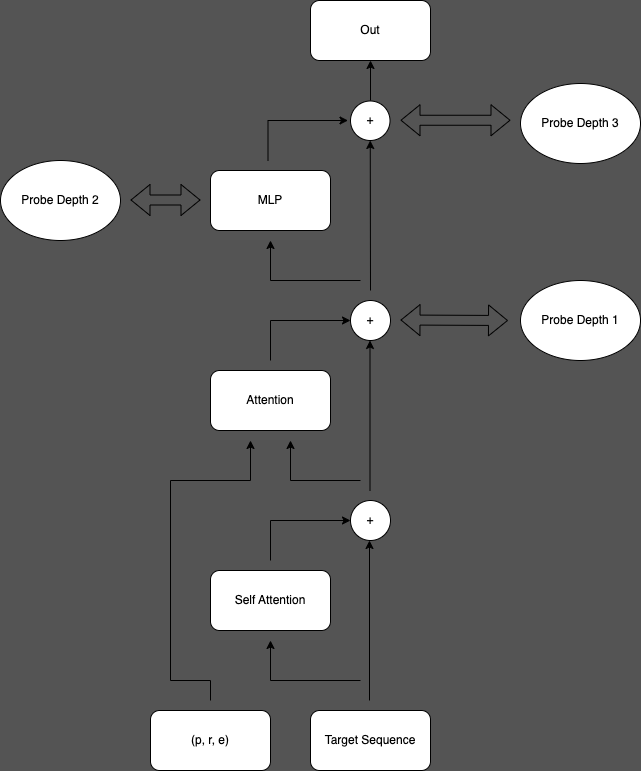 Out
+
Probe Depth 3
Probe Depth 2
MLP
+
Probe Depth 1
Attention
+
Self Attention
(p, r, e)
Target Sequence